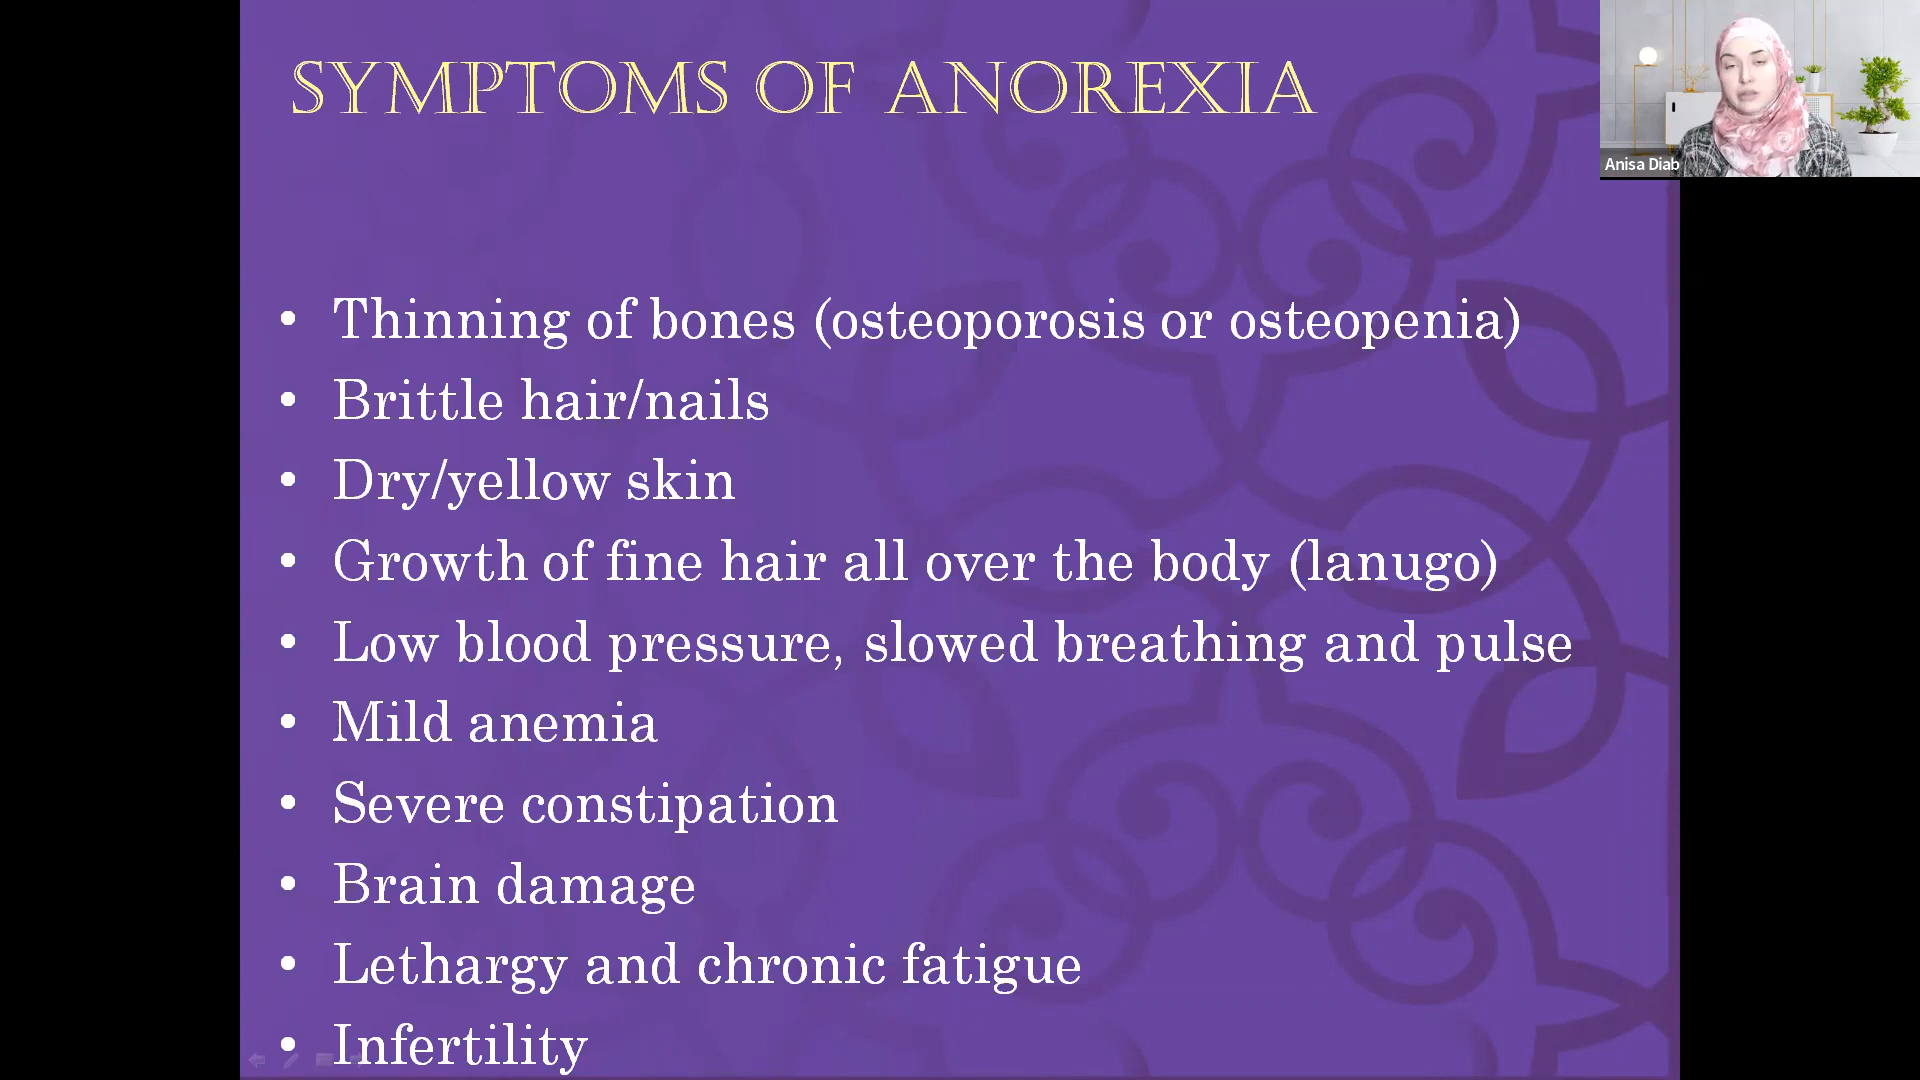 SYMPTOMS OF ANOREXIA
Anisa Diab
• Thinning of bones (osteoporosis or osteopenia)
• Brittle hair/nails
• Dry/yellow skin
• Growth of fine hair all over the body (lanugo)
• Low blood pressure, slowed breathing and pulse
• Mild anemia
• Severe constipation
• Brain damage
• Lethargy and chronic fatigue
• Infertility